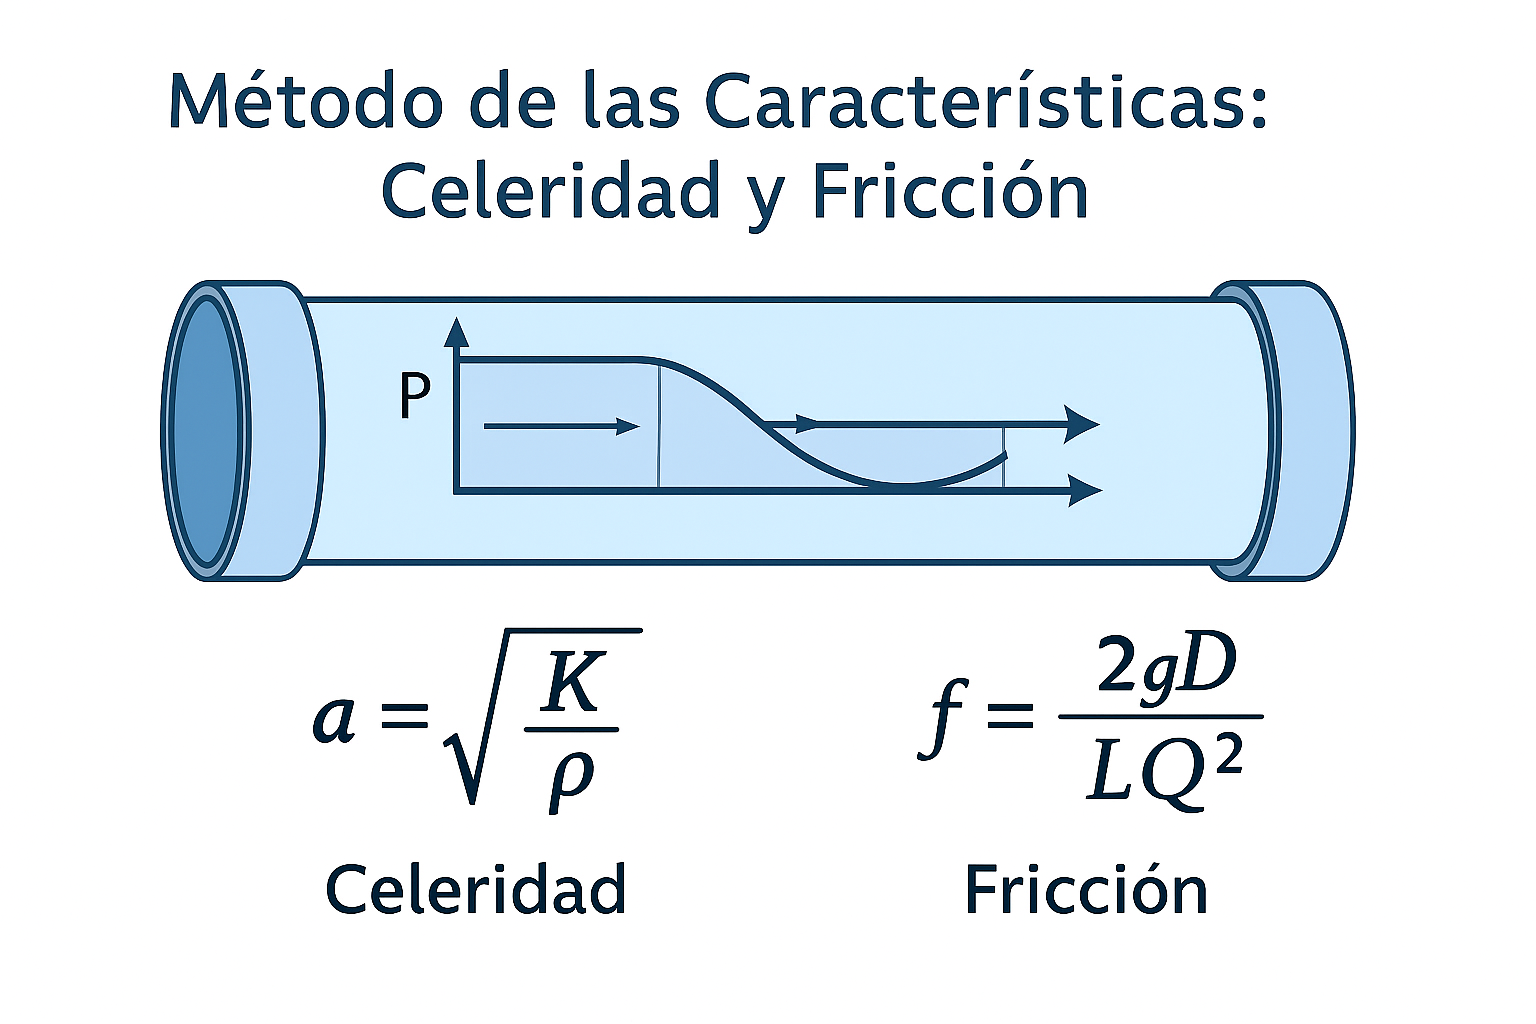 Método de las Características:
Celeridad y Fricción
P
a = √(K/ρ)
f = 2gD/LQ²
Celeridad
Fricción